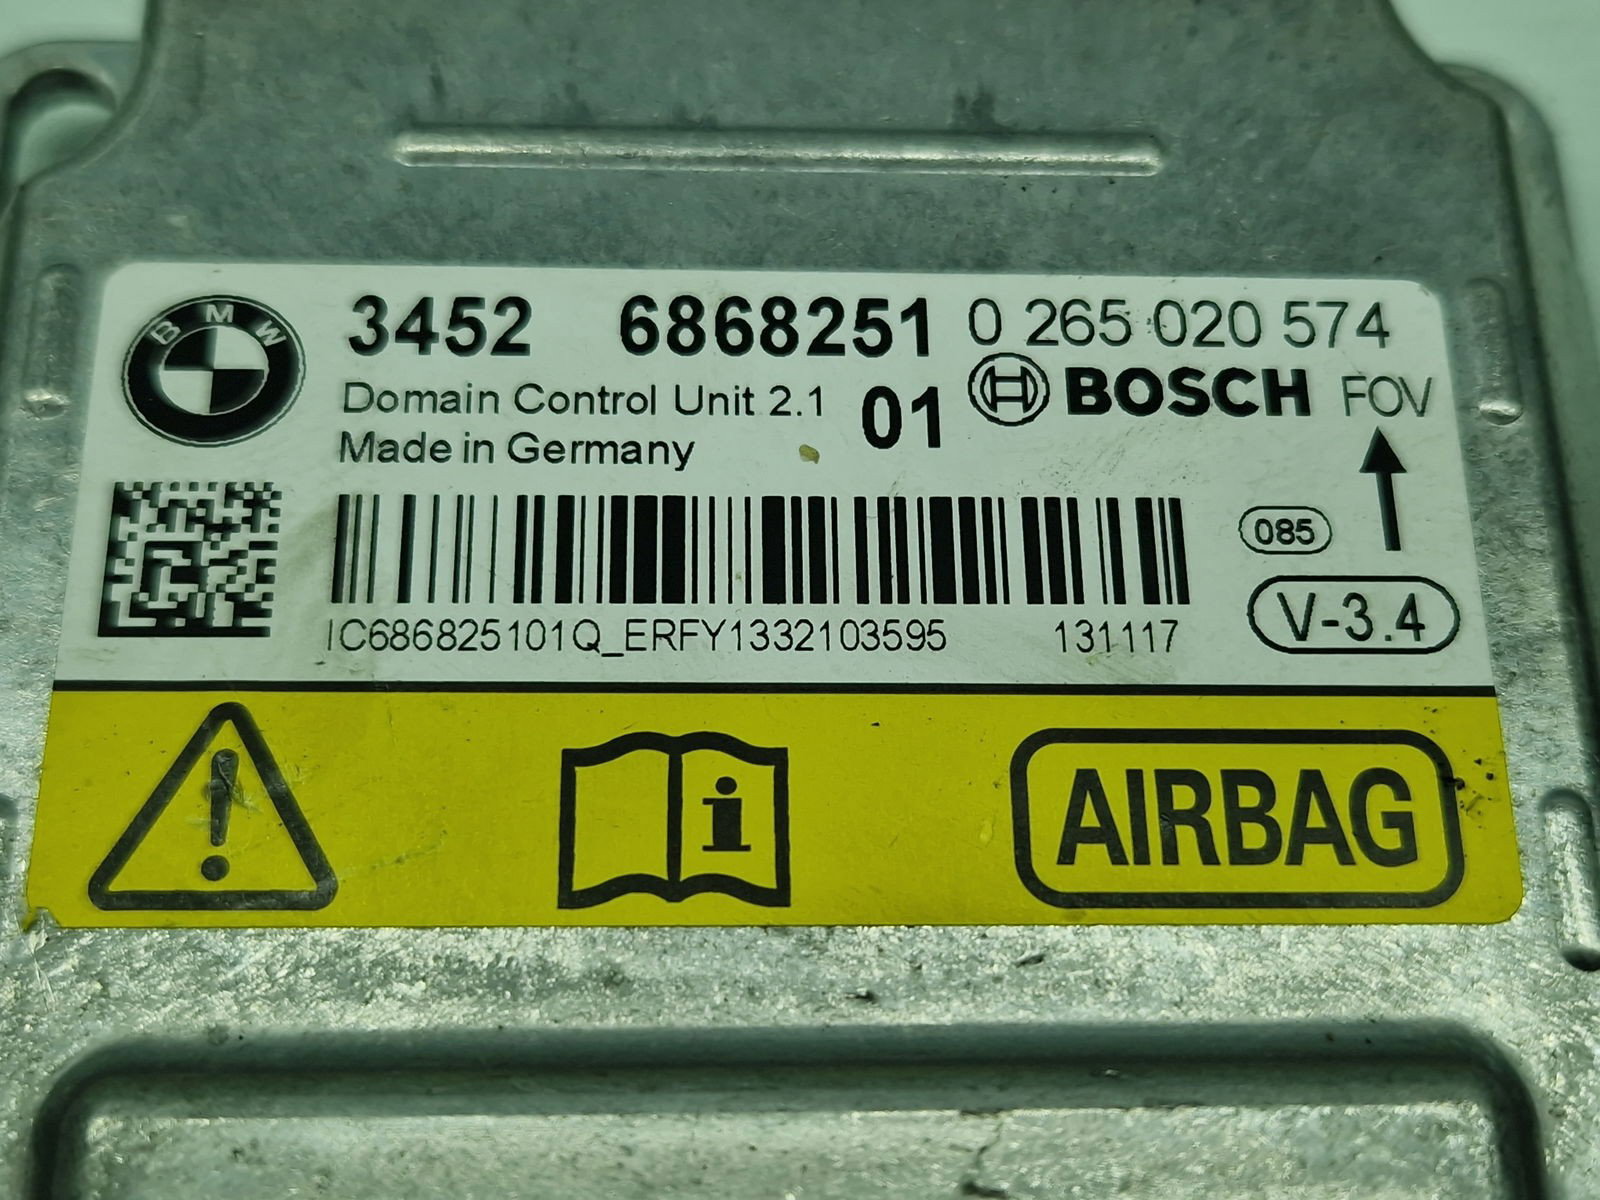 BMW
3452 6868251 0 265 020 574
Domain Control Unit 2.1 01 BOSCH FOV
Made in Germany
085
V-3.4
IC686825101Q_ERFY1332103595 131117
! i AIRBAG